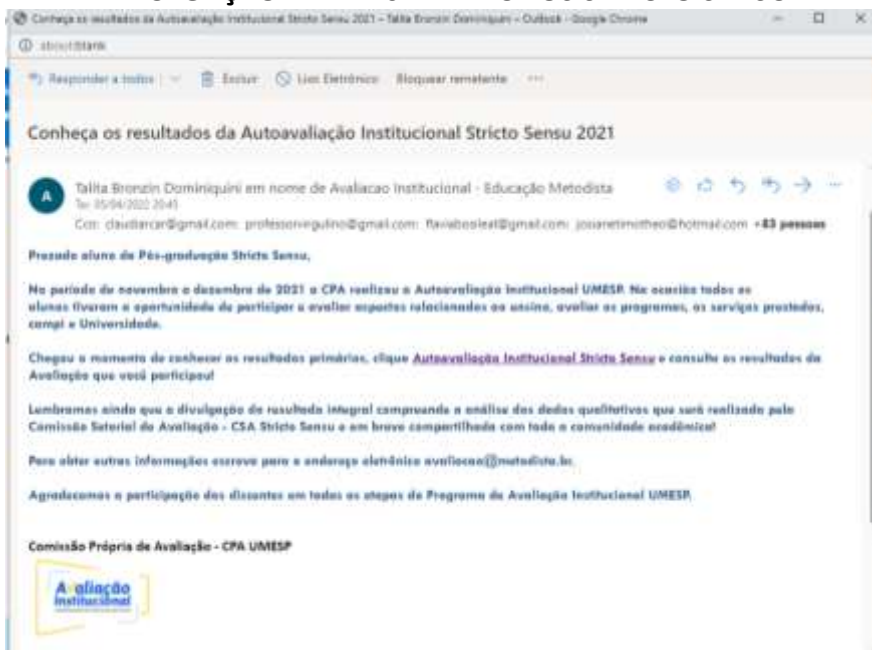 Conheça os resultados da Autoavaliação Institucional Stricto Sensu 2021 – Talita Bronzin Dominiquini – Outlook - Google Chrome
about:blank
Responder a todos Excluir Lixo Eletrônico Bloquear remetente ...
Conheça os resultados da Autoavaliação Institucional Stricto Sensu 2021
A
Talita Bronzin Dominiquini em nome de Avaliacao Institucional - Educação Metodista
Ter 05/04/2022 20:45
Cco: +83 pessoas
Prezado aluno de Pós-graduação Stricto Sensu,
No período de novembro a dezembro de 2021 a CPA realizou a Autoavaliação Institucional UMESP. Na ocasião todos os
alunos tiveram a oportunidade de participar e avaliar aspectos relacionados ao ensino, avaliar os programas, os serviços prestados,
campi e Universidade.
Chegou o momento de conhecer os resultados primários, clique Autoavaliação Institucional Stricto Sensu e consulte os resultados da
Avaliação que você participou!
Lembramos ainda que a divulgação do resultado integral compreende a análise dos dados qualitativos que será realizada pela
Comissão Setorial de Avaliação - CSA Stricto Sensu e em breve compartilhada com toda a comunidade acadêmica!
Para obter outras informações escreva para o endereço eletrônico avaliacao@metodista.br.
Agradecemos a participação dos discentes em todas as etapas do Programa de Avaliação Institucional UMESP.
Comissão Própria de Avaliação - CPA UMESP
Avaliação
Institucional